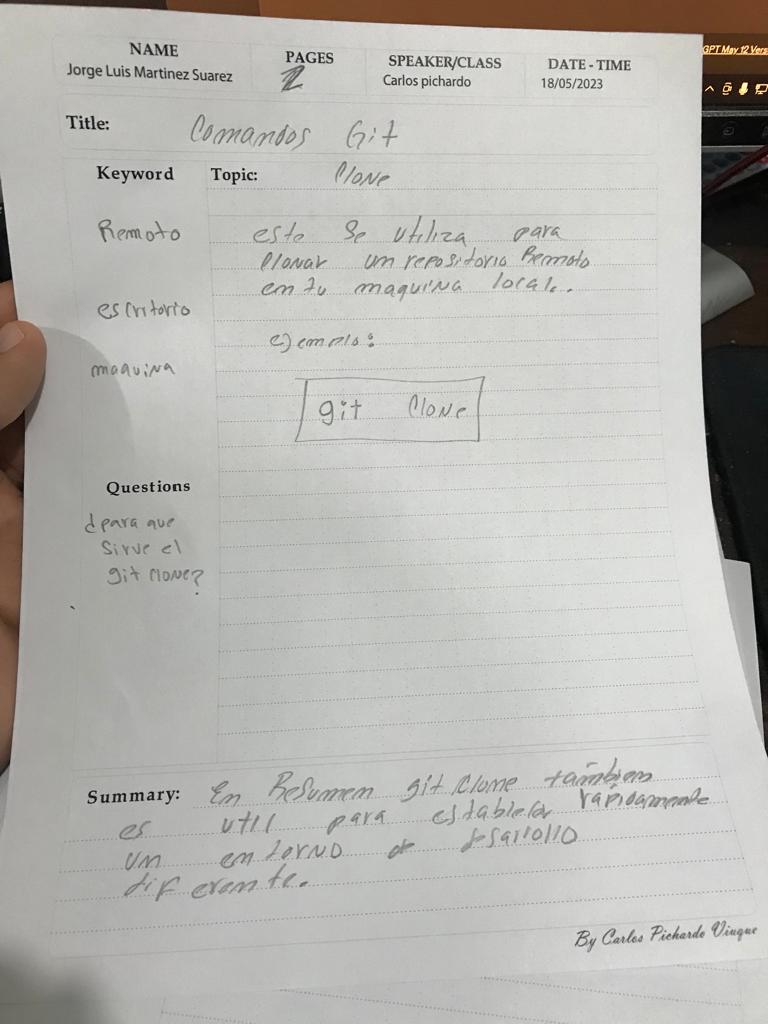 GPT May 12 Vers
NAME
Jorge Luis Martinez Suarez
PAGES
2
SPEAKER/CLASS
Carlos pichardo
DATE - TIME
18/05/2023
Title: Comandos Git
Keyword
Topic: Clone
Remoto
escritorio
maquina
este se utiliza para
Clonar un repositorio Remoto
en tu maquina local.
ejemplo:
git Clone
Questions
¿para que
sirve el
git Clone?
Summary: En Resumen git Clone tambien
es util para establecer rapidamente
un entorno de desarrollo
diferente.
By Carlos Pichardo Viuque